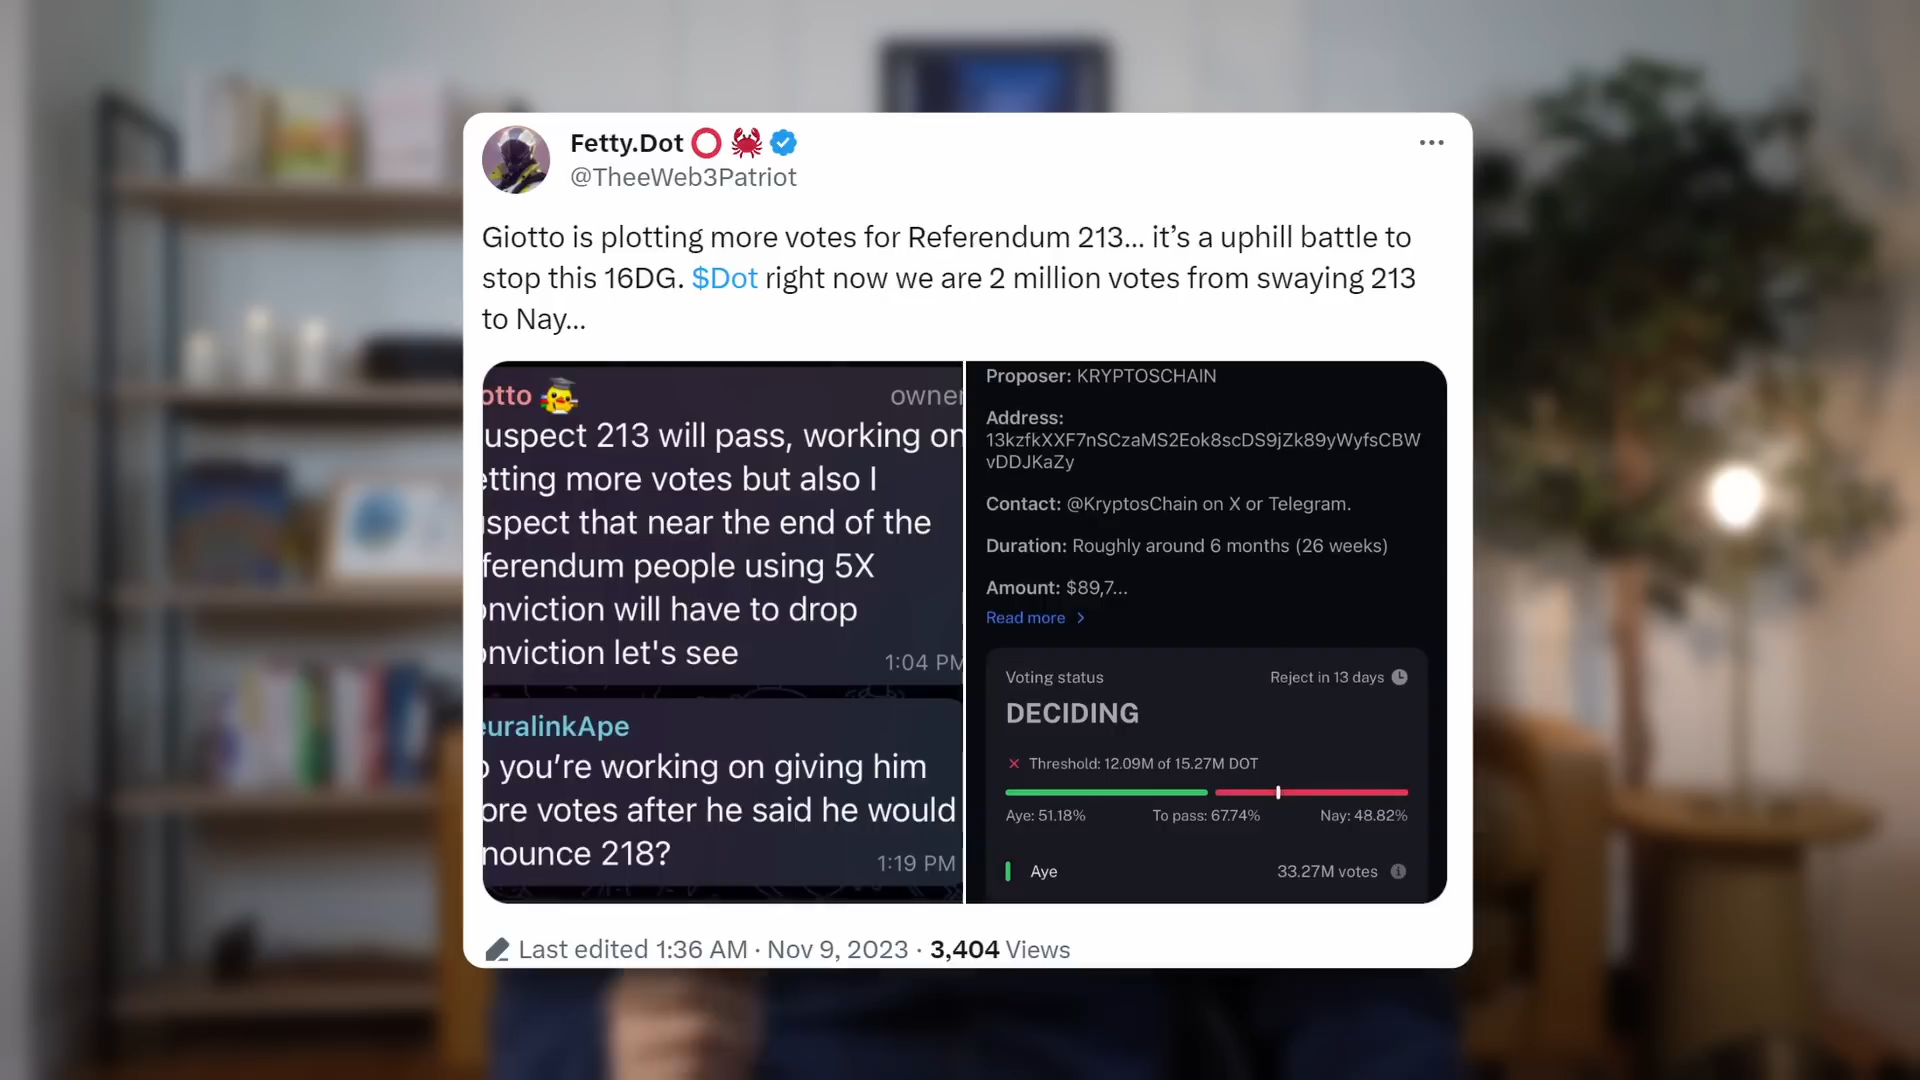 Fetty.Dot
@TheeWeb3Patriot
Giotto is plotting more votes for Referendum 213... it’s a uphill battle to
stop this 16DG. $Dot right now we are 2 million votes from swaying 213
to Nay...
otto
owner
uspect 213 will pass, working on
etting more votes but also I
uspect that near the end of the
ferendum people using 5X
onviction will have to drop
onviction let's see
1:04 PM
euralinkApe
o you’re working on giving him
ore votes after he said he would
nounce 218?
1:19 PM
Proposer: KRYPTOSCHAIN
Address:
13kzfkXXF7nSCzaMS2Eok8scDS9jZk89yWyfsCBW
vDDJKaZy
Contact: @KryptosChain on X or Telegram.
Duration: Roughly around 6 months (26 weeks)
Amount: $89,7...
Read more
Voting status
Reject in 13 days
DECIDING
Threshold: 12.09M of 15.27M DOT
Aye: 51.18%
To pass: 67.74%
Nay: 48.82%
Aye
33.27M votes
Last edited 1:36 AM · Nov 9, 2023 · 3,404 Views